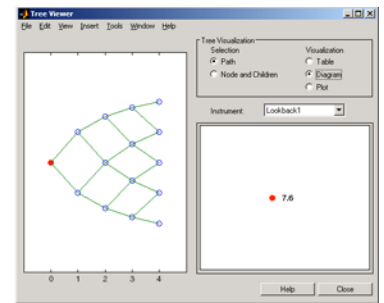 Tree Viewer
File Edit View Insert Tools Window Help
Tree Visualization
Selection
Visualization
Path
Table
Node and Children
Diagram
Plot
Instrument:
Lookback1
7.6
0 1 2 3 4
Help
Close